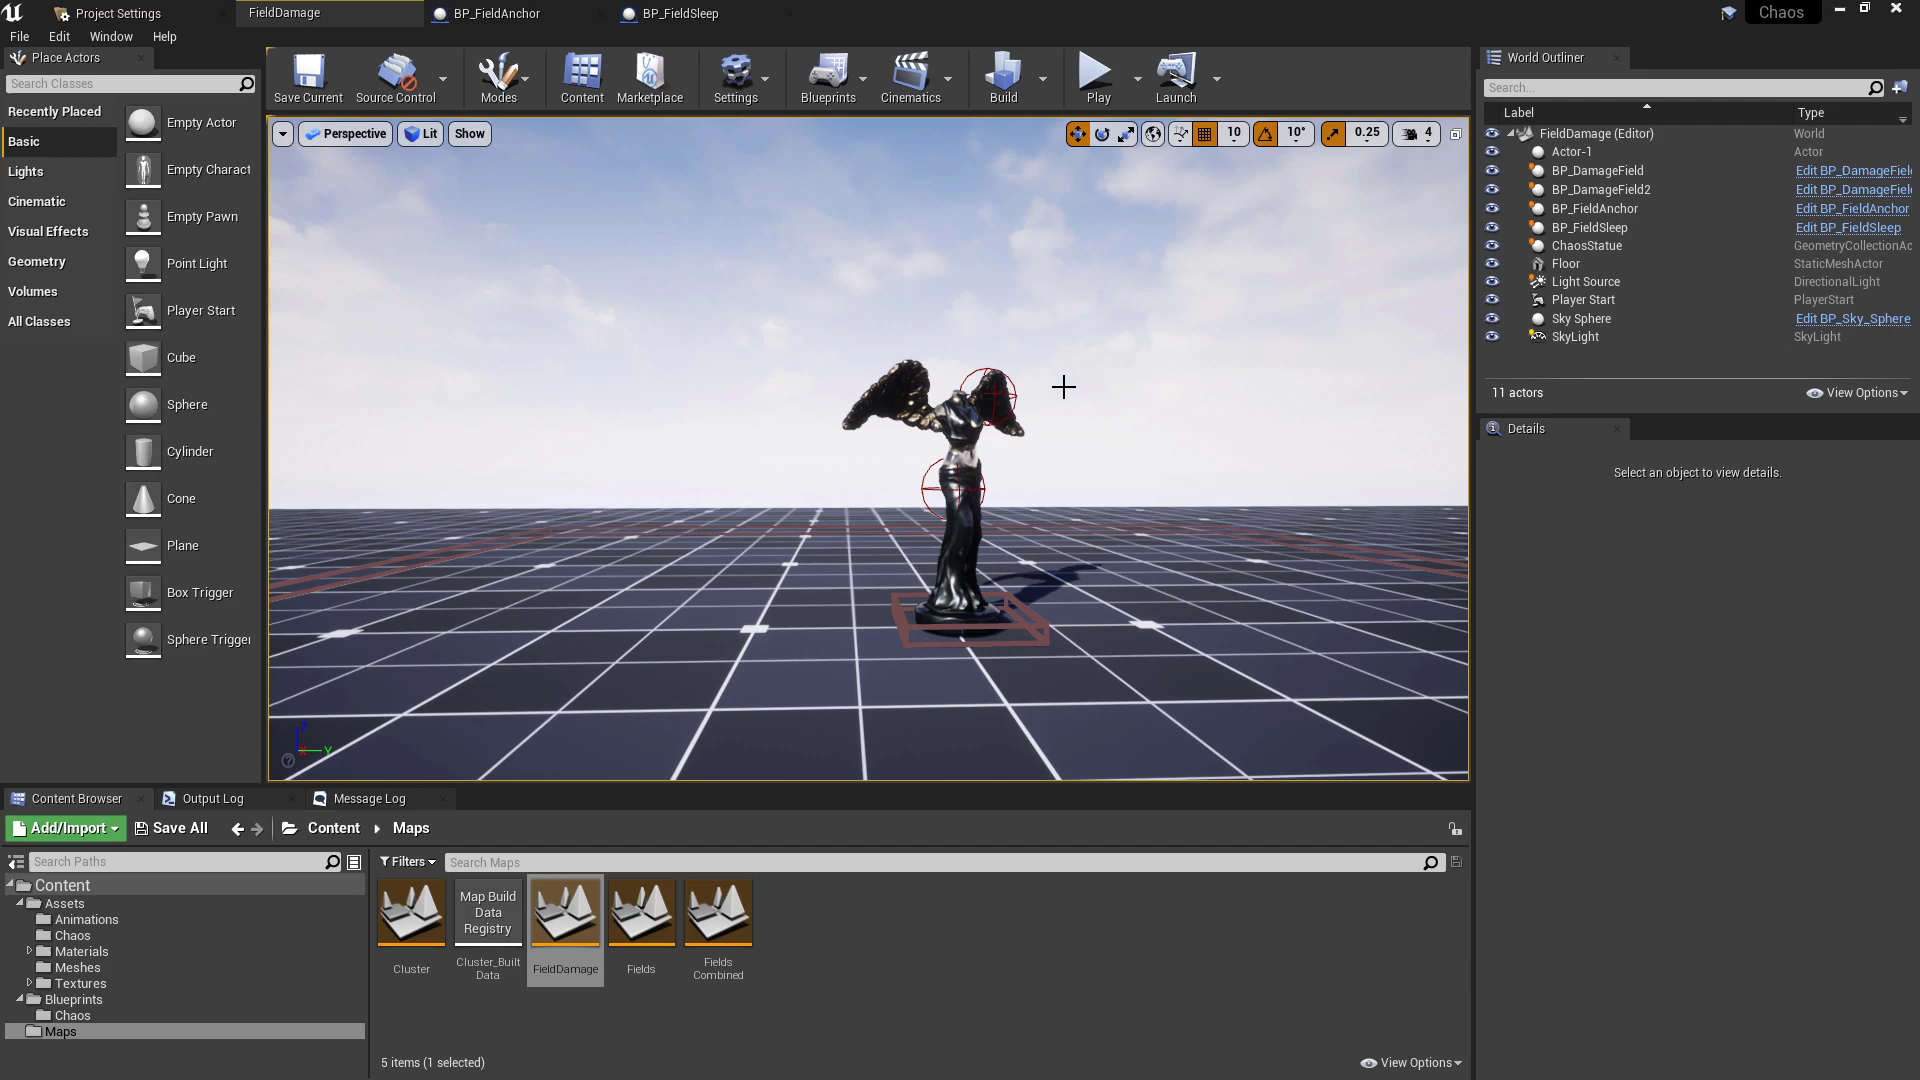 Project Settings
FieldDamage
BP_FieldAnchor
BP_FieldSleep
Chaos
File Edit Window Help
Place Actors
Search Classes
Recently Placed
Basic
Lights
Cinematic
Visual Effects
Geometry
Volumes
All Classes
Empty Actor
Empty Charact
Empty Pawn
Point Light
Player Start
Cube
Sphere
Cylinder
Cone
Plane
Box Trigger
Sphere Trigger
Save Current
Source Control
Modes
Content
Marketplace
Settings
Blueprints
Cinematics
Build
Play
Launch
Perspective
Lit
Show
10
10°
0.25
4
Z
X
Y
World Outliner
Search...
Label Type
FieldDamage (Editor) World
Actor-1 Actor
BP_DamageField Edit BP_DamageField
BP_DamageField2 Edit BP_DamageField
BP_FieldAnchor Edit BP_FieldAnchor
BP_FieldSleep Edit BP_FieldSleep
ChaosStatue GeometryCollectionAc
Floor StaticMeshActor
Light Source DirectionalLight
Player Start PlayerStart
Sky Sphere Edit BP_Sky_Sphere
SkyLight SkyLight
11 actors
View Options
Details
Select an object to view details.
Content Browser
Output Log
Message Log
Add/Import
Save All
Content
Maps
Search Paths
Filters
Search Maps
Content
Assets
Animations
Chaos
Materials
Meshes
Textures
Blueprints
Chaos
Maps
Map Build
Data
Registry
Cluster
Cluster_Built
Data
FieldDamage
Fields
Fields
Combined
5 items (1 selected)
View Options